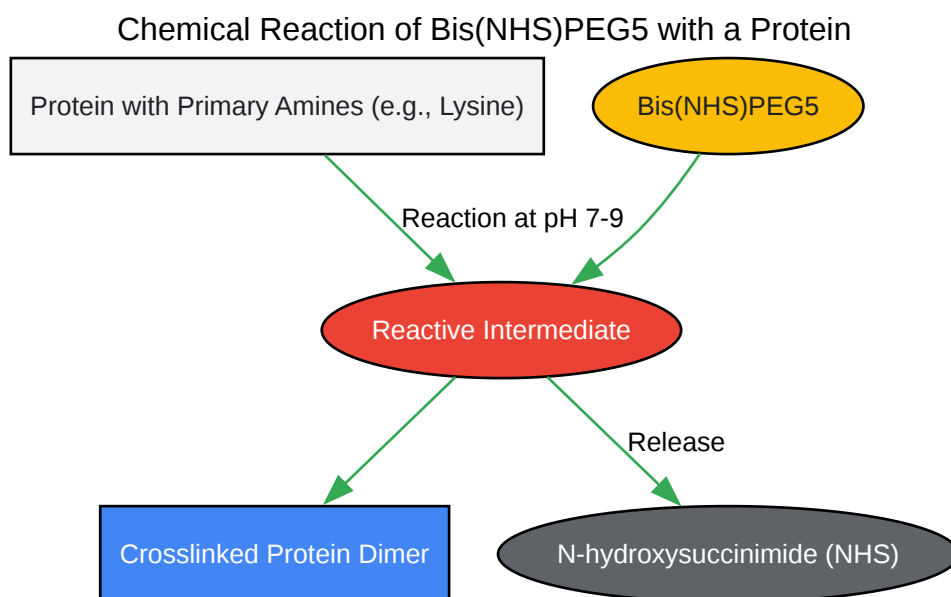 Chemical Reaction of Bis(NHS)PEG5 with a Protein
Protein with Primary Amines (e.g., Lysine)
Bis(NHS)PEG5
Reaction at pH 7-9
Reactive Intermediate
Release
Crosslinked Protein Dimer
N-hydroxysuccinimide (NHS)